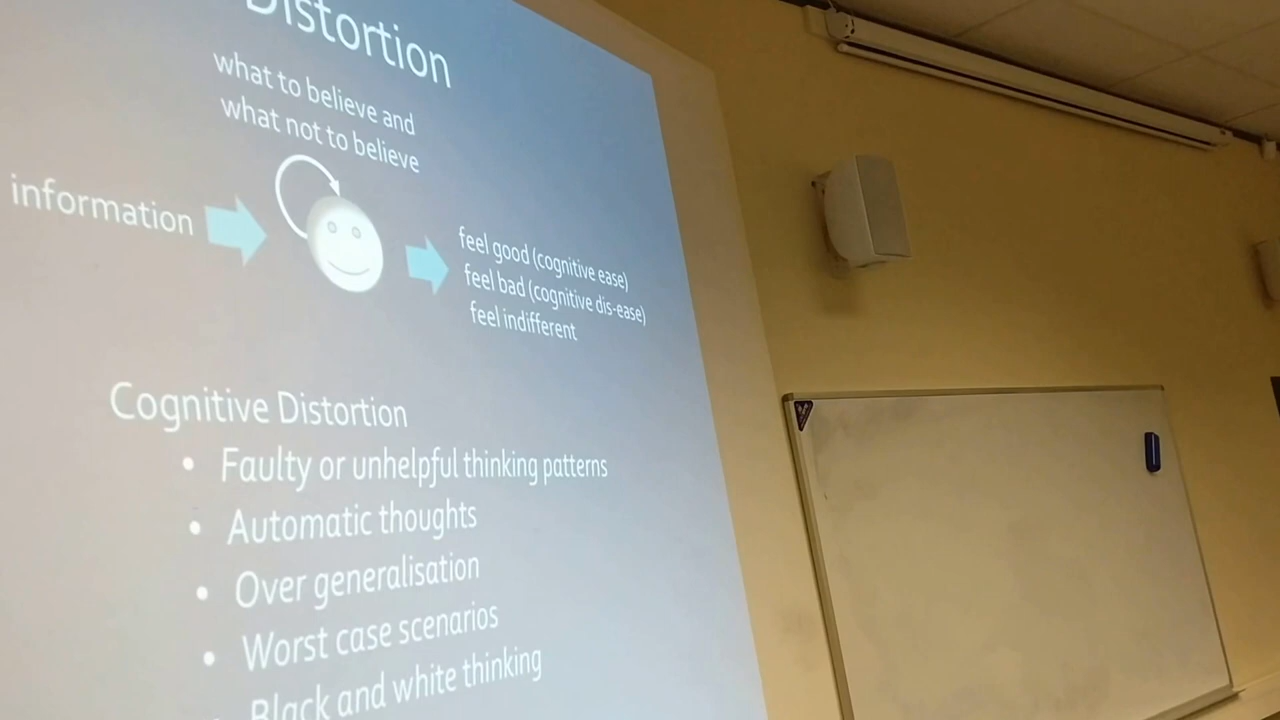 Distortion
what to believe and
what not to believe
information
feel good (cognitive ease)
feel bad (cognitive dis-ease)
feel indifferent
Cognitive Distortion
• Faulty or unhelpful thinking patterns
• Automatic thoughts
• Over generalisation
• Worst case scenarios
• Black and white thinking